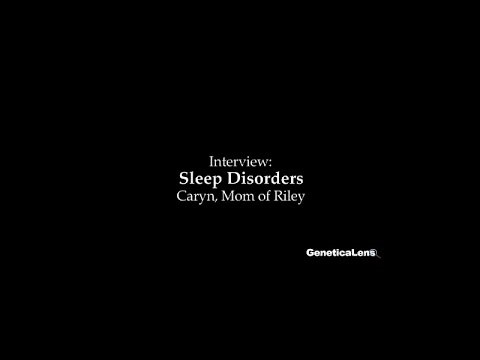 Interview:
Sleep Disorders
Caryn, Mom of Riley
GeneticaLens